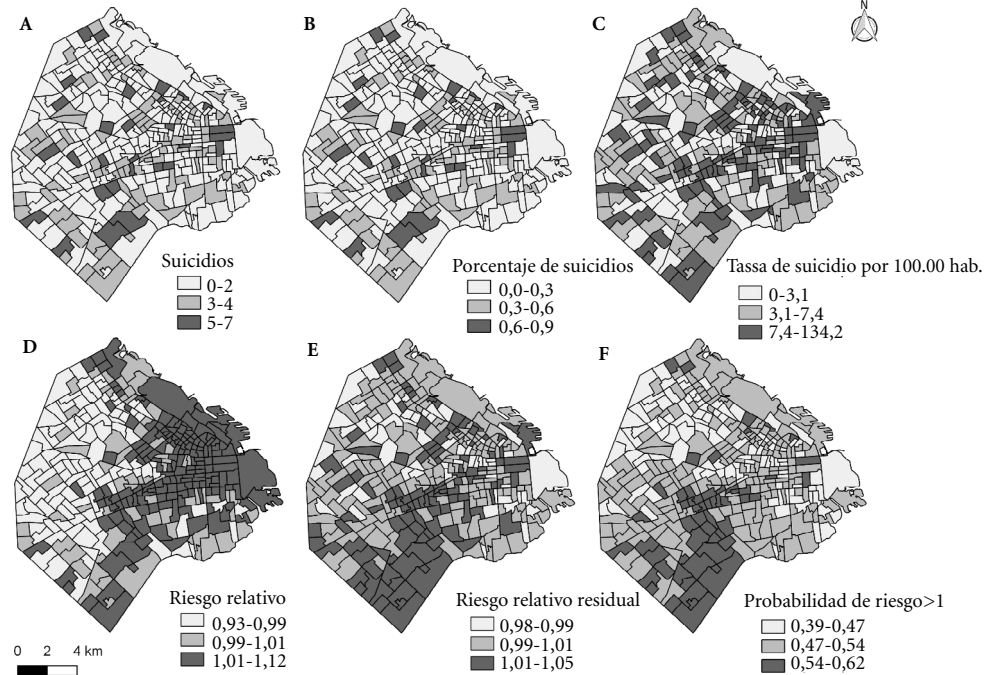 A
B
C
N
Suicidios
0-2
3-4
5-7
Porcentaje de suicidios
0,0-0,3
0,3-0,6
0,6-0,9
Tassa de suicidio por 100.00 hab.
0-3,1
3,1-7,4
7,4-134,2
D
E
F
Riesgo relativo
0,93-0,99
0,99-1,01
1,01-1,12
Riesgo relativo residual
0,98-0,99
0,99-1,01
1,01-1,05
Probabilidad de riesgo>1
0,39-0,47
0,47-0,54
0,54-0,62
0 2 4 km